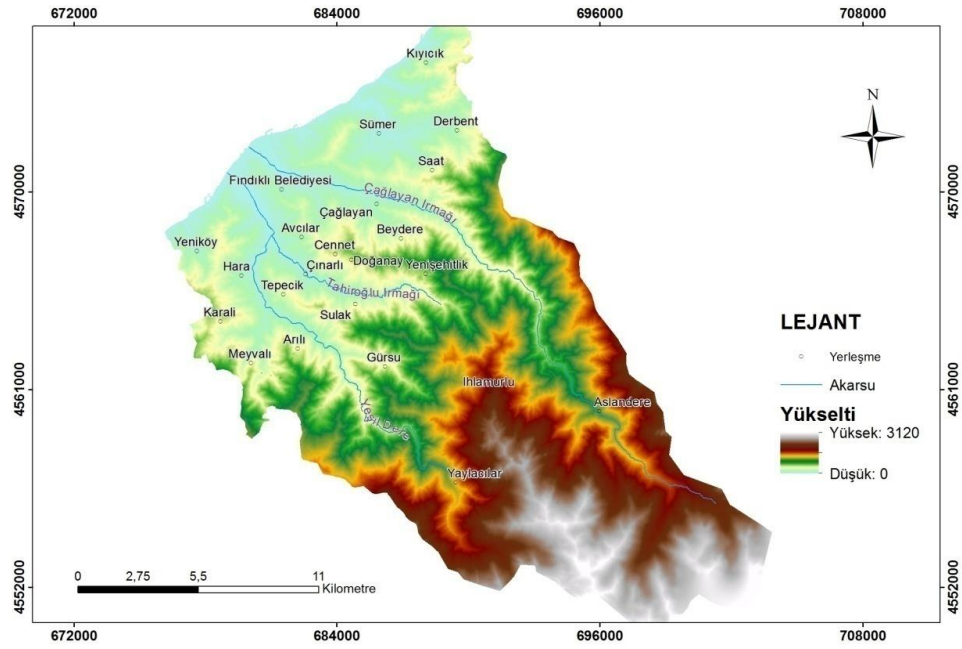 672000
684000
696000
708000
Kıyıcık
N
Sümer
Derbent
Saat
4570000
Fındıklı Belediyesi
Çağlayan Irmağı
4570000
Çağlayan
Avcılar
Beydere
Yeniköy
Cennet
Doğanay
Yenişehitlik
Hara
Çınarlı
Tepecik
Tahiroğlu Irmağı
Karali
Sulak
LEJANT
Arılı
Yerleşme
Meyvalı
Gürsu
Akarsu
4561000
Ihlamurlu
4561000
Aslandere
Yükselti
Yeşil Dere
Yüksek: 3120
Yaylacılar
Düşük: 0
0
2,75
5,5
11
Kilometre
4552000
4552000
672000
684000
696000
708000